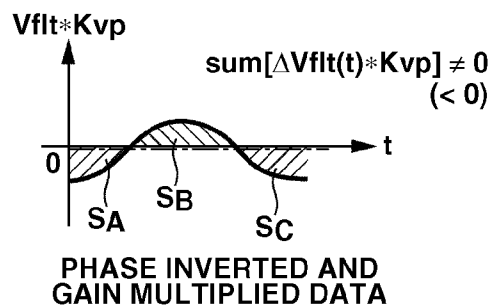 Vflt*Kvp
sum[ΔVflt(t)*Kvp] ≠ 0
(< 0)
t
0
SA
SB
SC
PHASE INVERTED AND
GAIN MULTIPLIED DATA